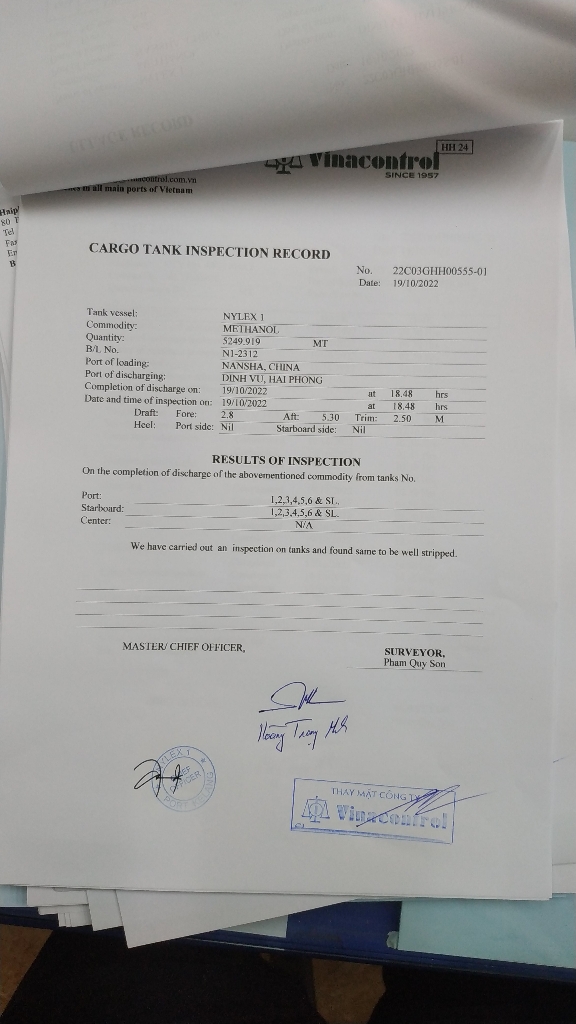 HH 24
Vinacontrol
SINCE 1957
in all main ports of Vietnam
CARGO TANK INSPECTION RECORD
No. 22C03GHH00555-01
Date: 19/10/2022
Tank vessel: NYLEX 1
Commodity: METHANOL
Quantity: 5249.919 MT
B/L No. N1-2312
Port of loading: NANSHA, CHINA
Port of discharging: DINH VU, HAI PHONG
Completion of discharge on: 19/10/2022 at 18.48 hrs
Date and time of inspection on: 19/10/2022 at 18.48 hrs
Draft: Fore: 2.8 Aft: 5.30 Trim: 2.50 M
Heel: Port side: Nil Starboard side: Nil
RESULTS OF INSPECTION
On the completion of discharge of the abovementioned commodity from tanks No.
Port: 1,2,3,4,5,6 & SL.
Starboard: 1,2,3,4,5,6 & SL.
Center: N/A
We have carried out an inspection on tanks and found same to be well stripped.
MASTER/ CHIEF OFFICER,
SURVEYOR,
Pham Quy Son
Hoàng Trọng
NYLEX 1
CHIEF
OFFICER
THAY MẶT CÔNG TY
Vinacontrol